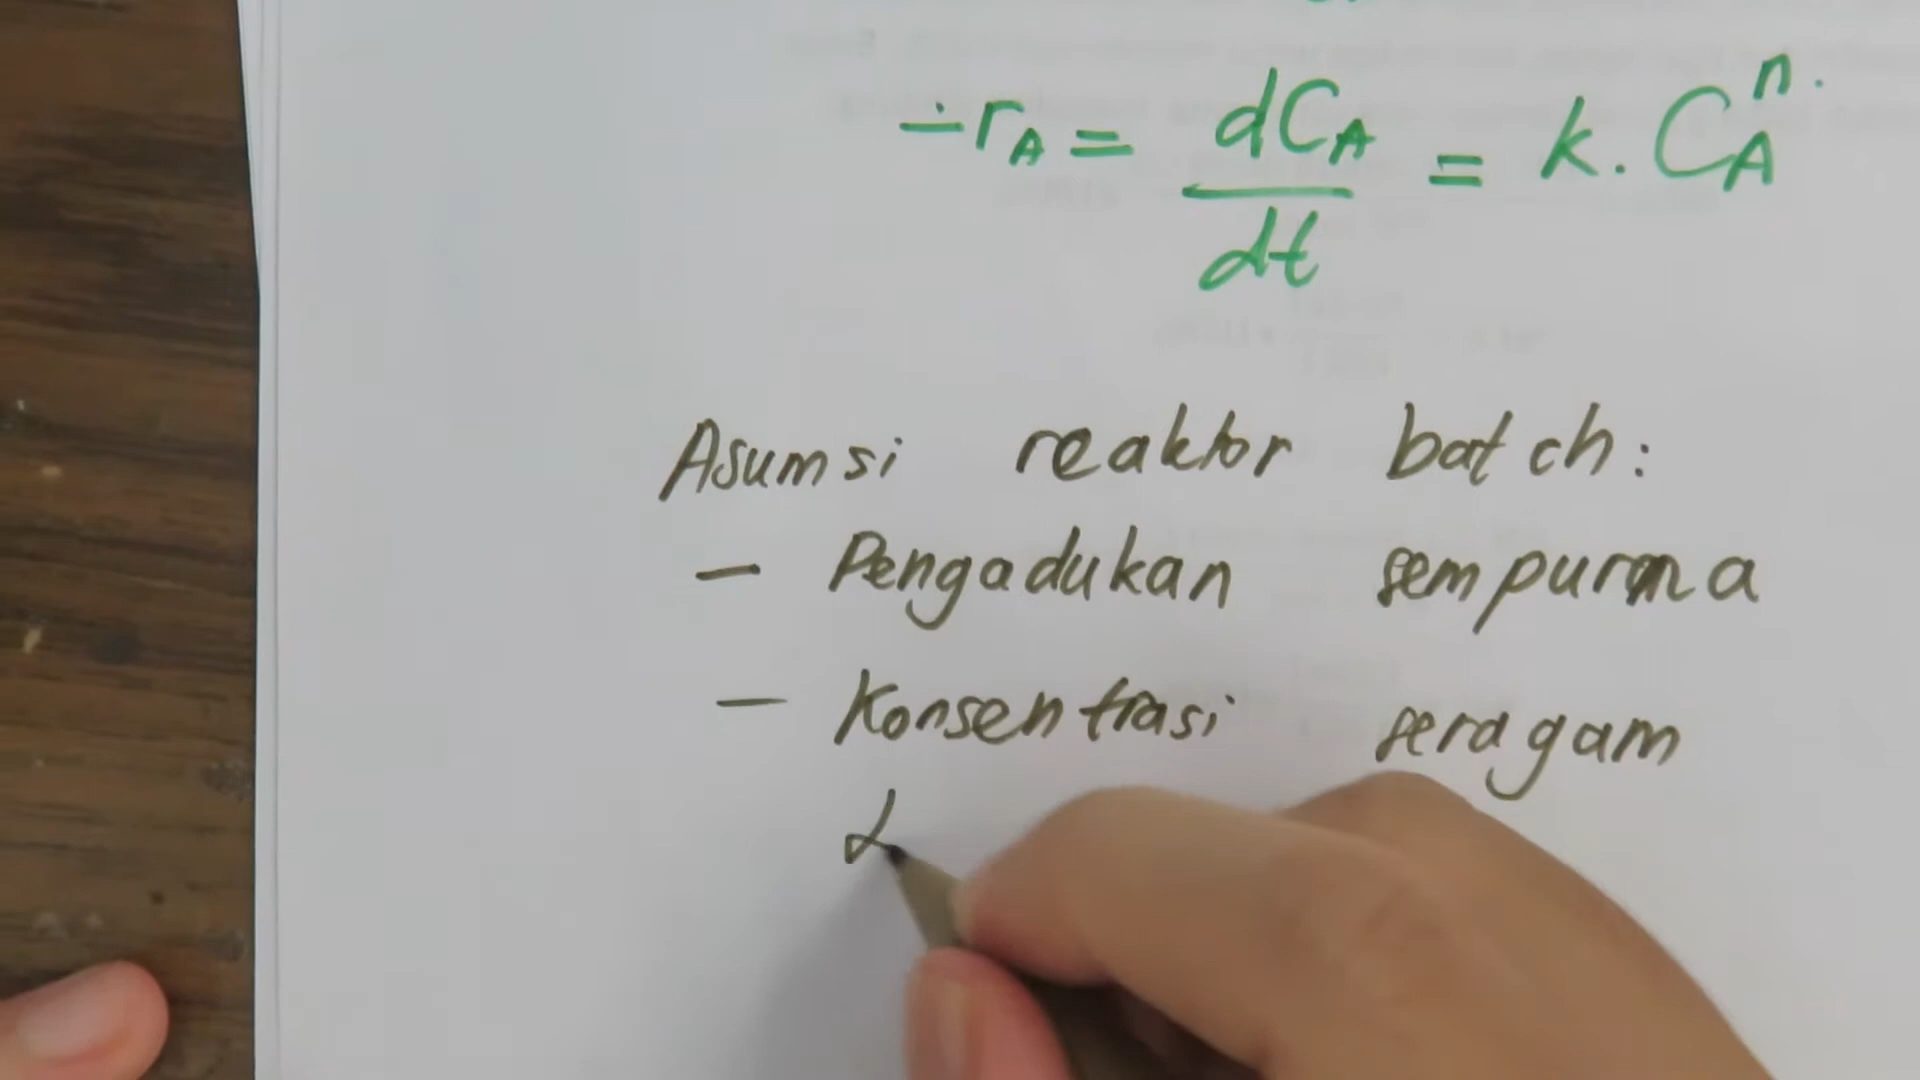 -rA = dCA/dt = k. CA^n.
Asumsi reaktor batch:
- Pengadukan sempurna
- Konsentrasi seragam
d